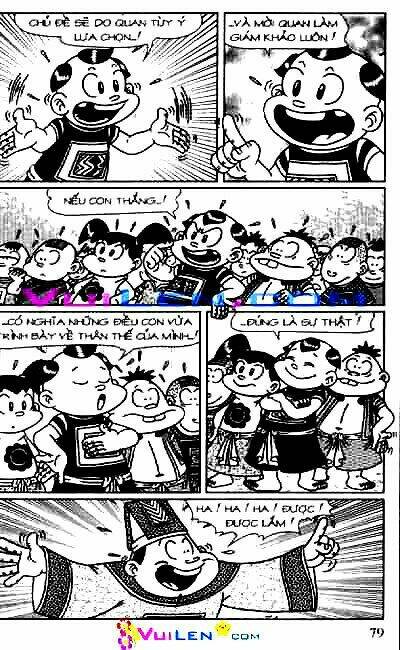 CHỦ ĐỀ SẼ DO QUAN TÙY Ý
LỰA CHỌN..!
..VÀ MỜI QUAN LÀM
GIÁM KHẢO LUÔN!
NẾU CON THẮNG..!
VuiLen.com
..CÓ NGHĨA NHỮNG ĐIỀU CON VỪA
TRÌNH BÀY VỀ THÂN THẾ CỦA MÌNH..!
..ĐÚNG LÀ SỰ THẬT!
HA! HA! HA! ĐƯỢC!
ĐƯỢC LẮM!
79
VuiLen.com